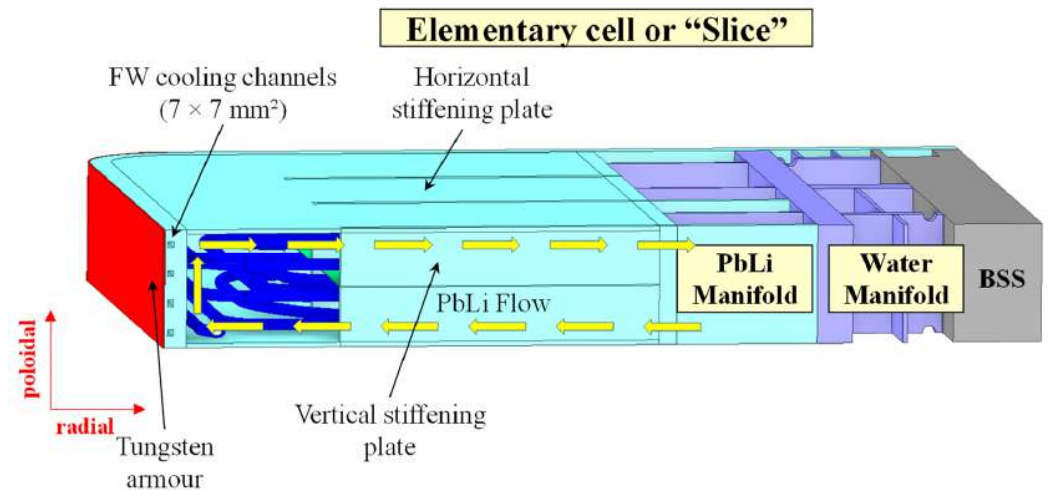 Elementary cell or “Slice”
FW cooling channels
(7 × 7 mm²)
Horizontal
stiffening plate
PbLi
Manifold
Water
Manifold
BSS
PbLi Flow
poloidal
radial
Tungsten
armour
Vertical stiffening
plate